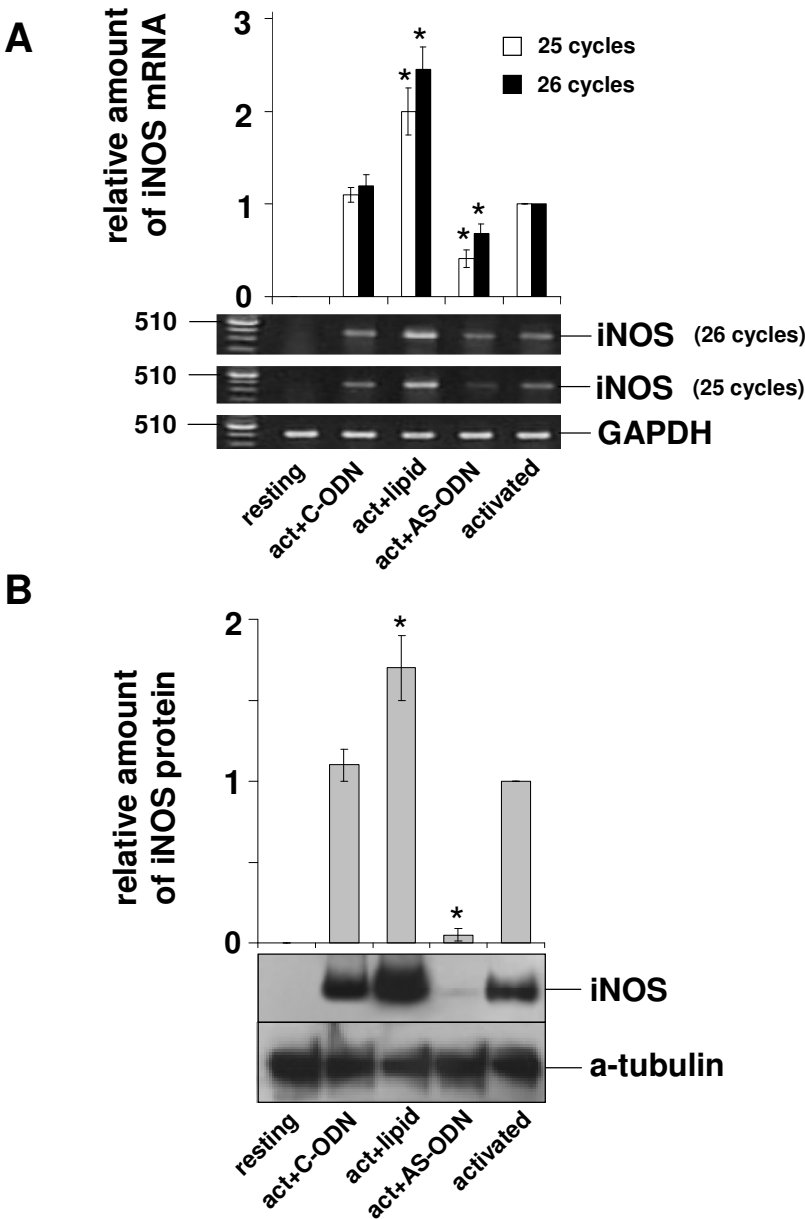 A
relative amount
of iNOS mRNA
3
2
1
0
*
*
*
*
25 cycles
26 cycles
510
iNOS (26 cycles)
510
iNOS (25 cycles)
510
GAPDH
resting
act+C-ODN
act+lipid
act+AS-ODN
activated
B
relative amount
of iNOS protein
2
1
0
*
*
iNOS
a-tubulin
resting
act+C-ODN
act+lipid
act+AS-ODN
activated